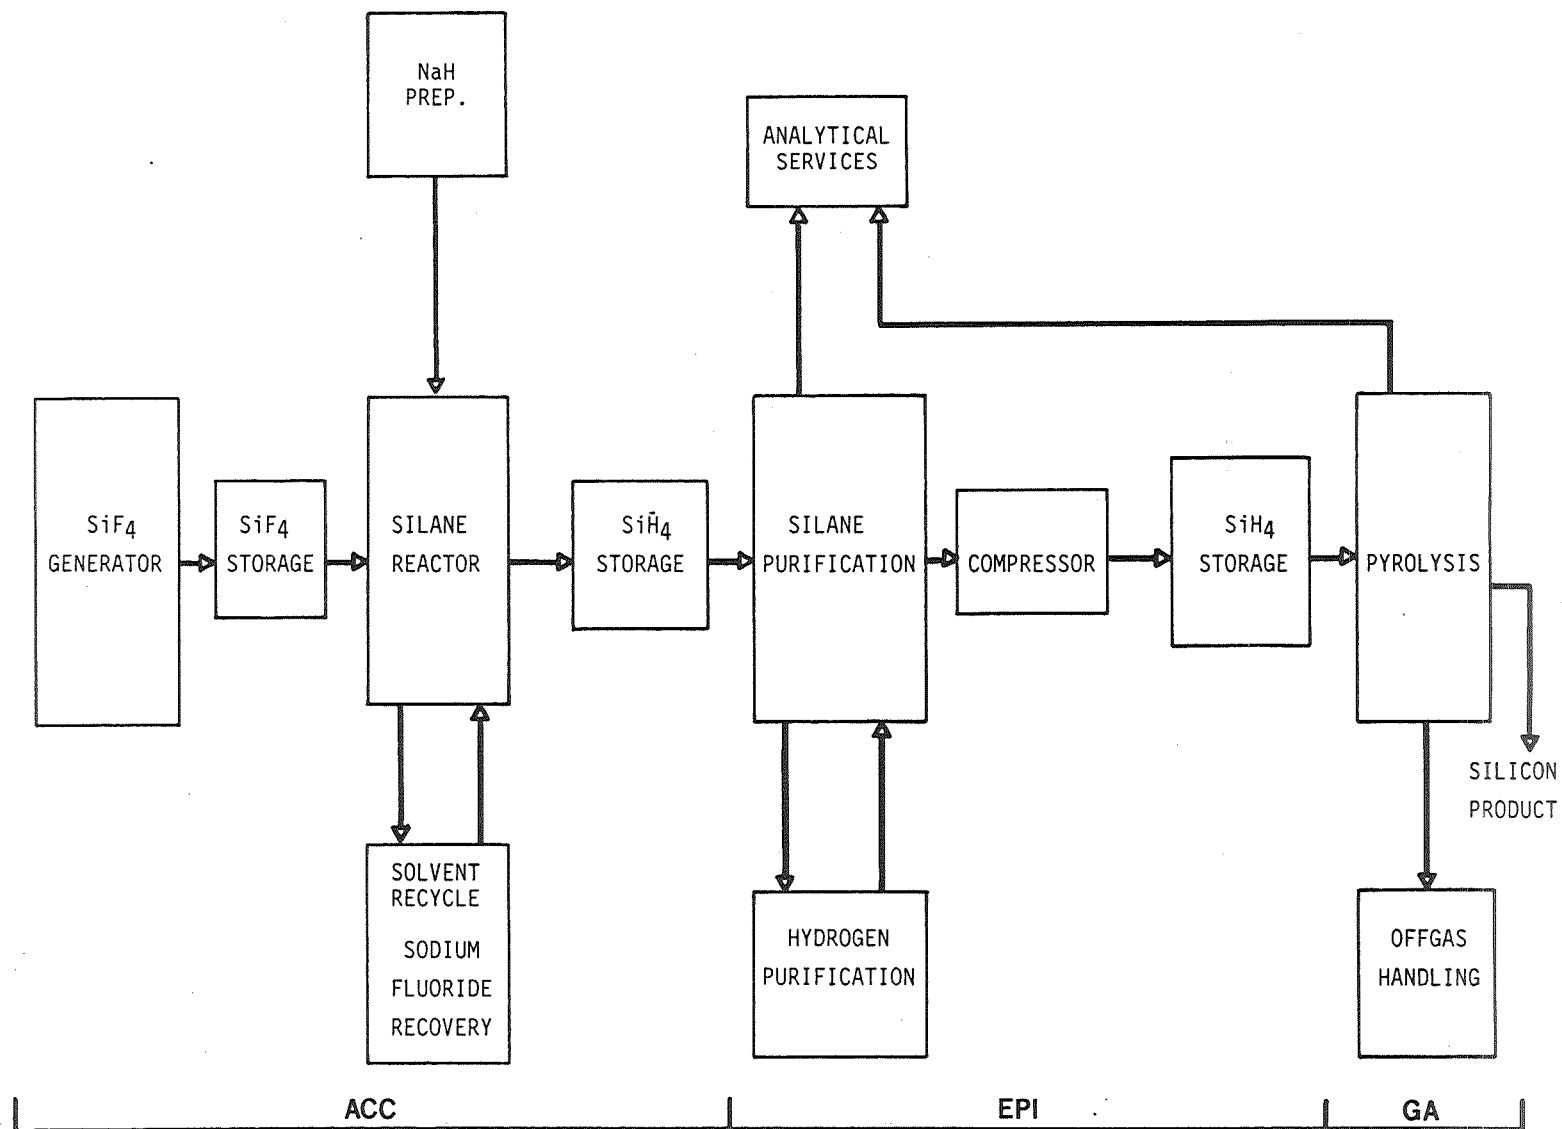 NaH
PREP.
ANALYTICAL
SERVICES
SiF4
GENERATOR
SiF4
STORAGE
SILANE
REACTOR
SiH4
STORAGE
SILANE
PURIFICATION
COMPRESSOR
SiH4
STORAGE
PYROLYSIS
SILICON
PRODUCT
SOLVENT
RECYCLE
SODIUM
FLUORIDE
RECOVERY
HYDROGEN
PURIFICATION
OFFGAS
HANDLING
ACC
EPI
GA